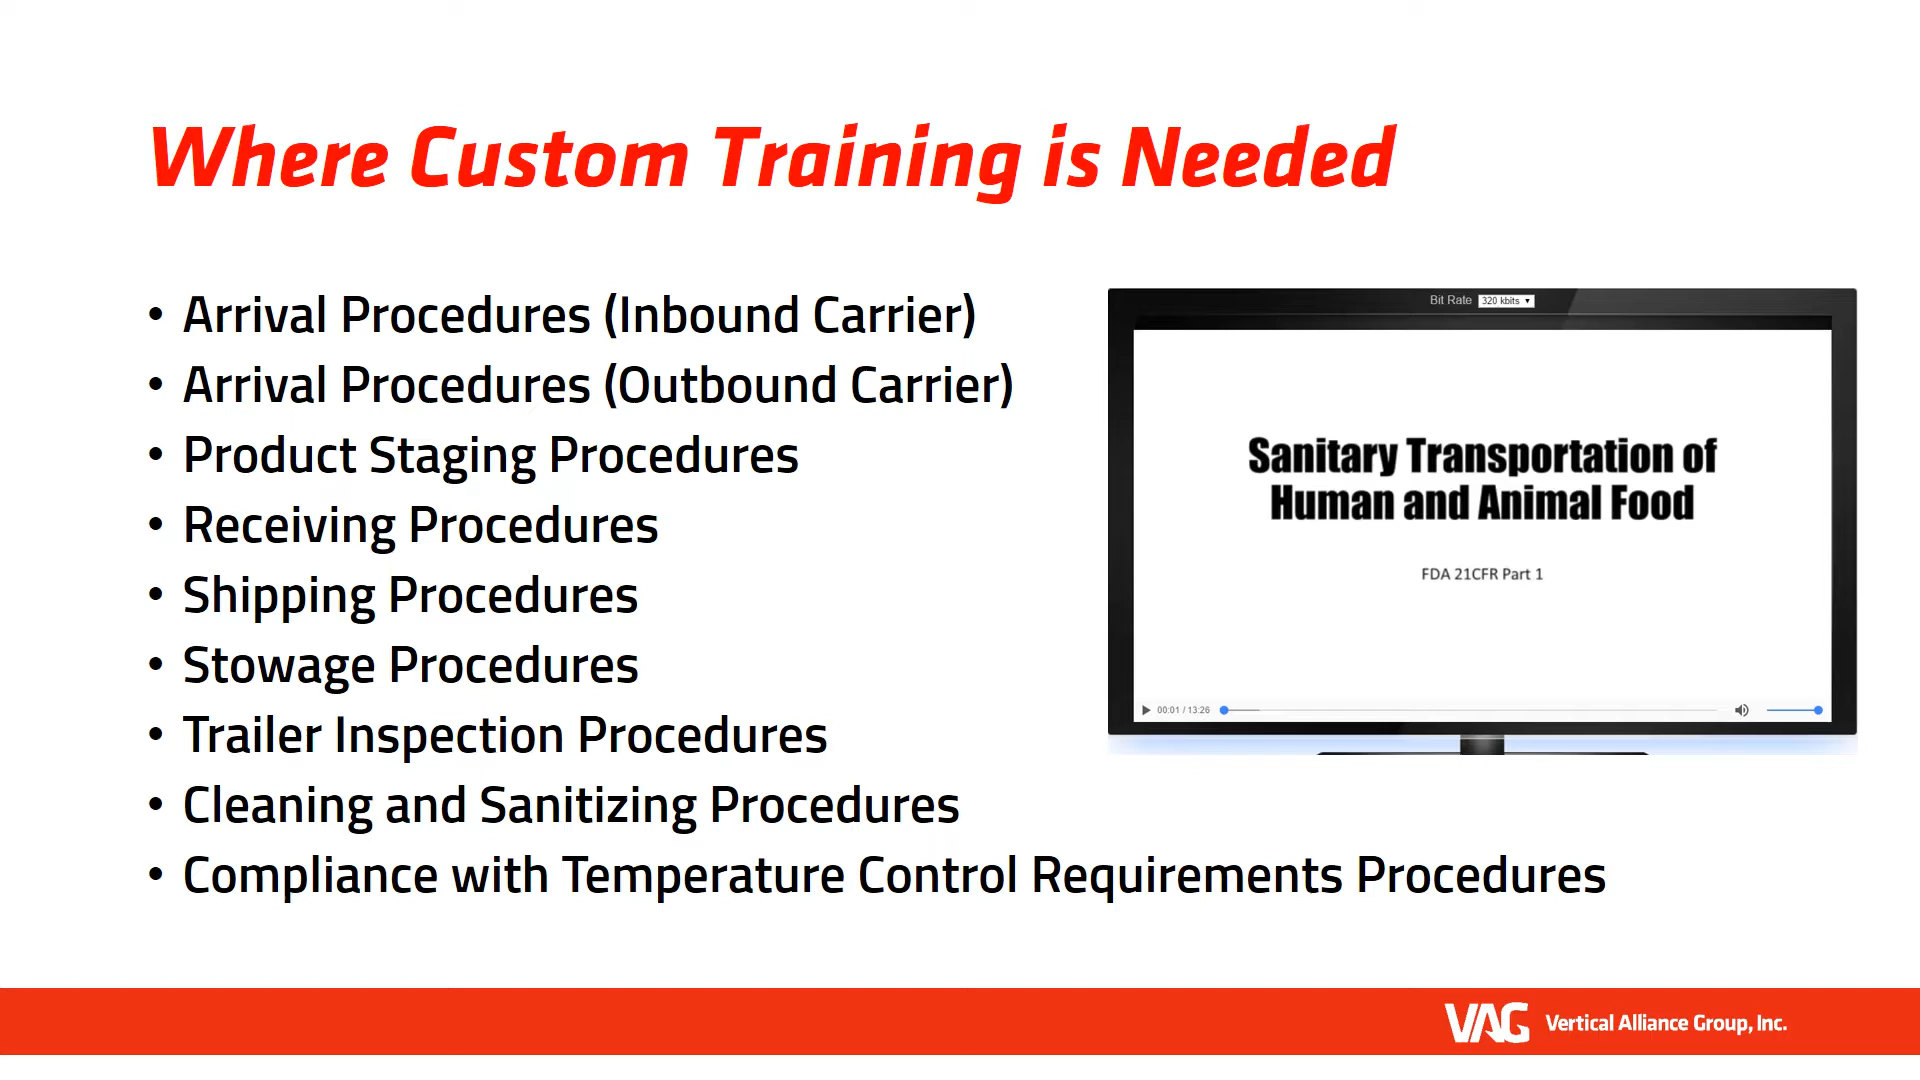 Where Custom Training is Needed
• Arrival Procedures (Inbound Carrier)
• Arrival Procedures (Outbound Carrier)
• Product Staging Procedures
• Receiving Procedures
• Shipping Procedures
• Stowage Procedures
• Trailer Inspection Procedures
• Cleaning and Sanitizing Procedures
• Compliance with Temperature Control Requirements Procedures
Bit Rate 320 kbits
Sanitary Transportation of
Human and Animal Food
FDA 21CFR Part 1
00:01 / 13:26
VAG Vertical Alliance Group, Inc.